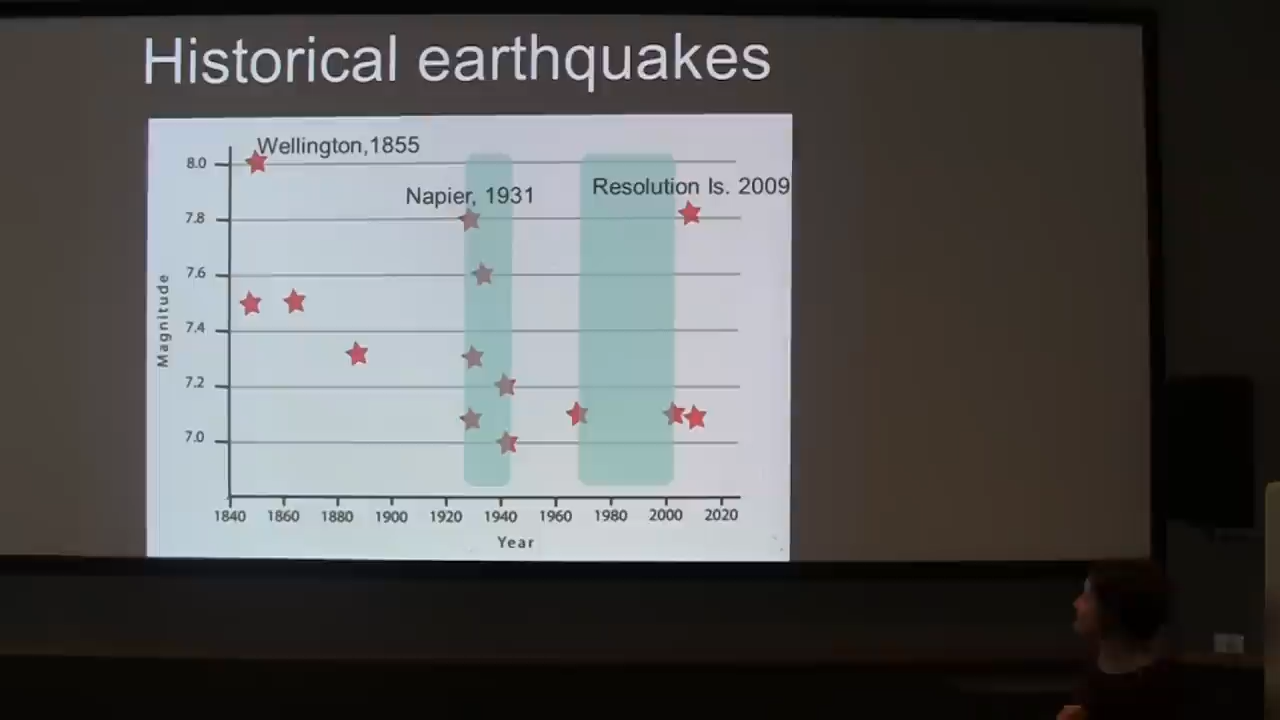 Historical earthquakes
Wellington,1855
Napier, 1931
Resolution Is. 2009
8.0
7.8
7.6
7.4
7.2
7.0
Magnitude
1840 1860 1880 1900 1920 1940 1960 1980 2000 2020
Year